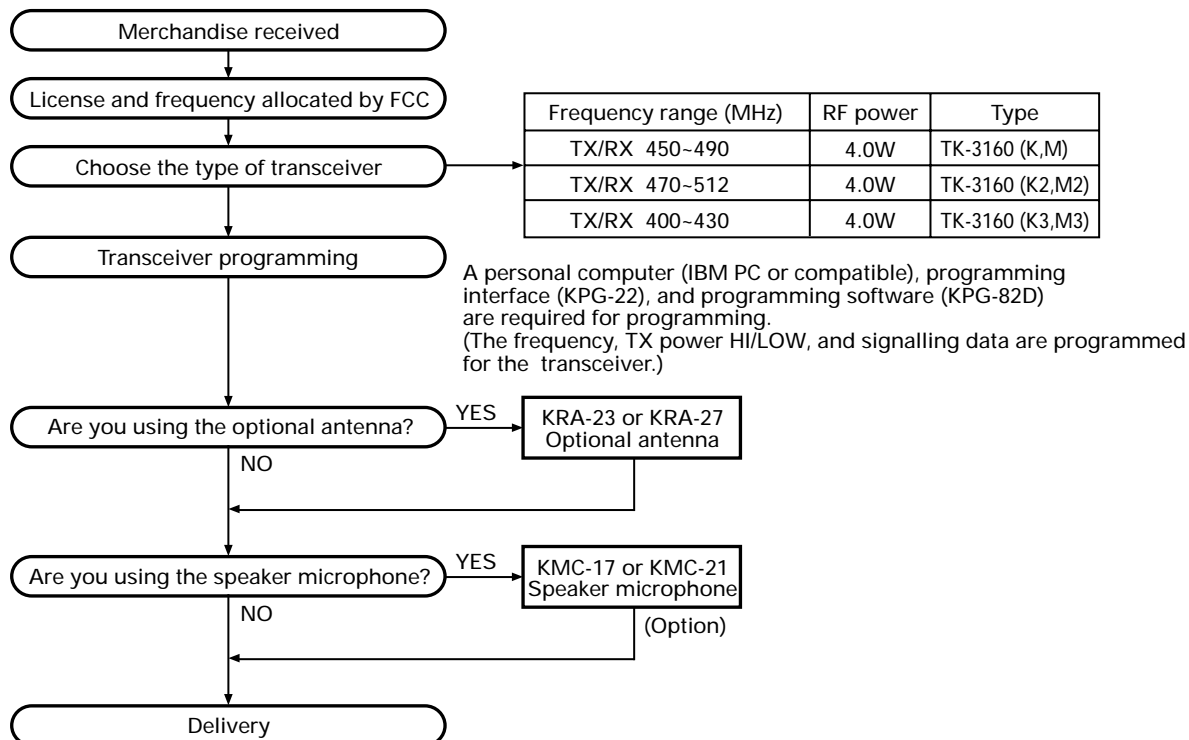 Merchandise received
License and frequency allocated by FCC
Choose the type of transceiver
Frequency range (MHz) RF power Type
TX/RX 450~490 4.0W TK-3160 (K,M)
TX/RX 470~512 4.0W TK-3160 (K2,M2)
TX/RX 400~430 4.0W TK-3160 (K3,M3)
Transceiver programming
A personal computer (IBM PC or compatible), programming
interface (KPG-22), and programming software (KPG-82D)
are required for programming.
(The frequency, TX power HI/LOW, and signalling data are programmed
for the transceiver.)
Are you using the optional antenna?
YES
KRA-23 or KRA-27
Optional antenna
NO
Are you using the speaker microphone?
YES
KMC-17 or KMC-21
Speaker microphone
NO
(Option)
Delivery